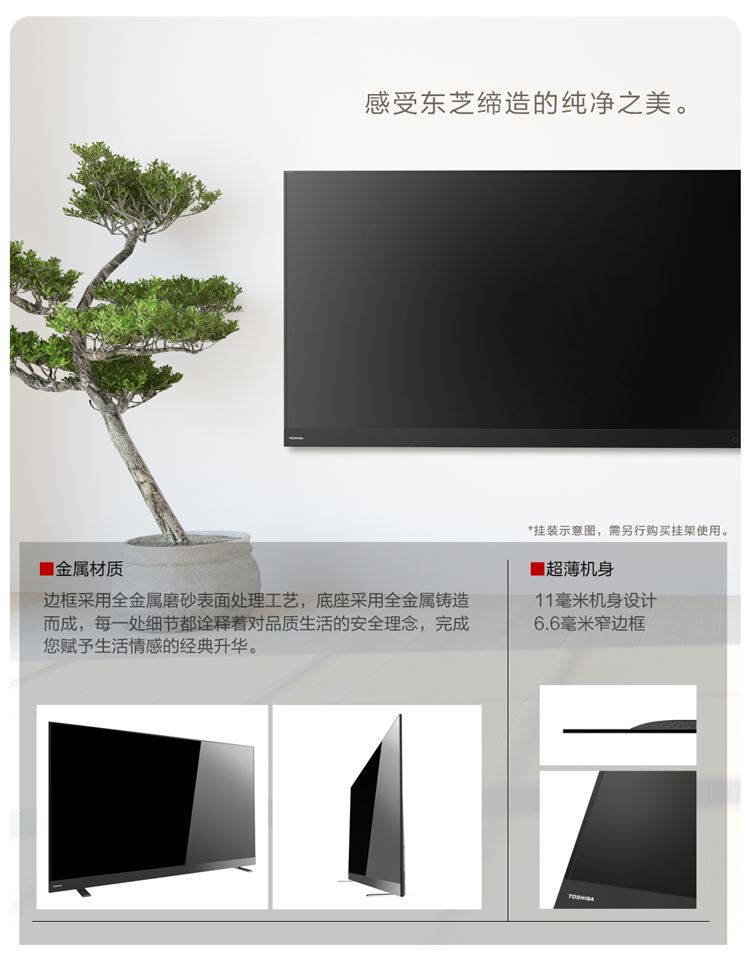 感受东芝缔造的纯净之美。
TOSHIBA
*挂装示意图，需另行购买挂架使用。
金属材质
边框采用全金属磨砂表面处理工艺，底座采用全金属铸造
而成，每一处细节都诠释着对品质生活的安全理念，完成
您赋予生活情感的经典升华。
超薄机身
11毫米机身设计
6.6毫米窄边框
TOSHIBA
TOSHIBA